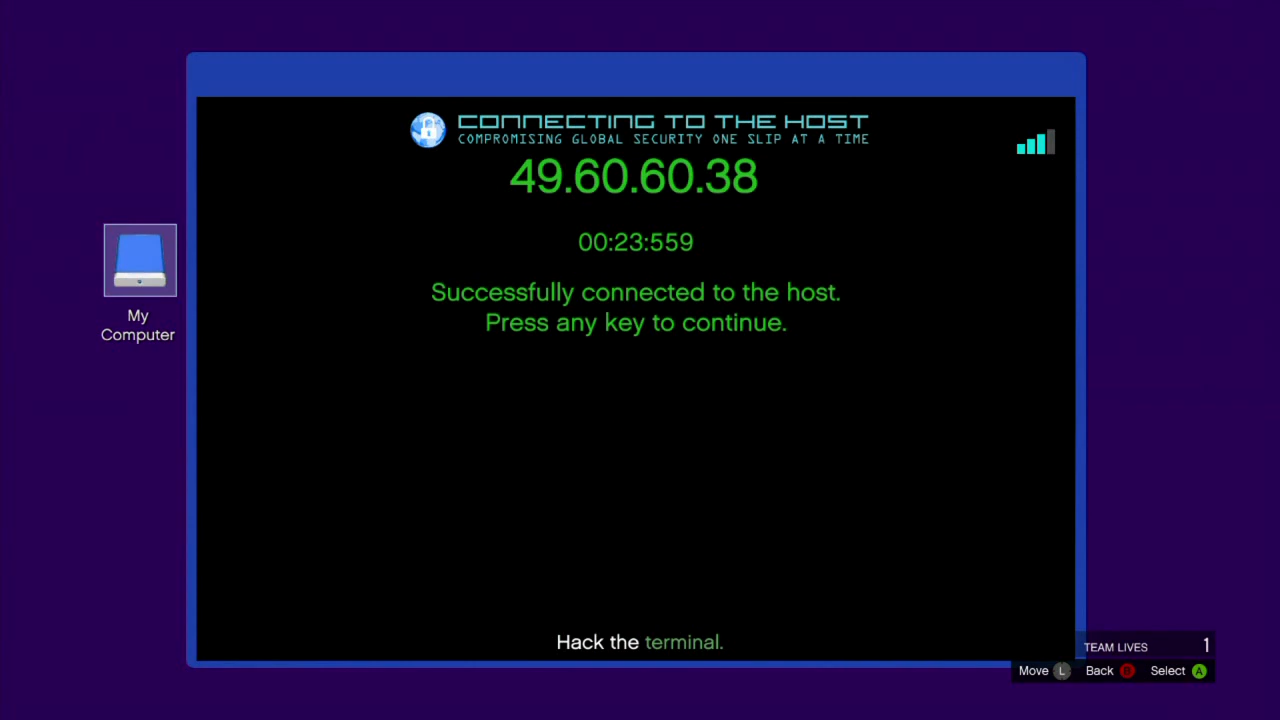 CONNECTING TO THE HOST
COMPROMISING GLOBAL SECURITY ONE SLIP AT A TIME
49.60.60.38
00:23:559
Successfully connected to the host.
Press any key to continue.
My
Computer
Hack the terminal.
TEAM LIVES 1
Move L Back B Select A